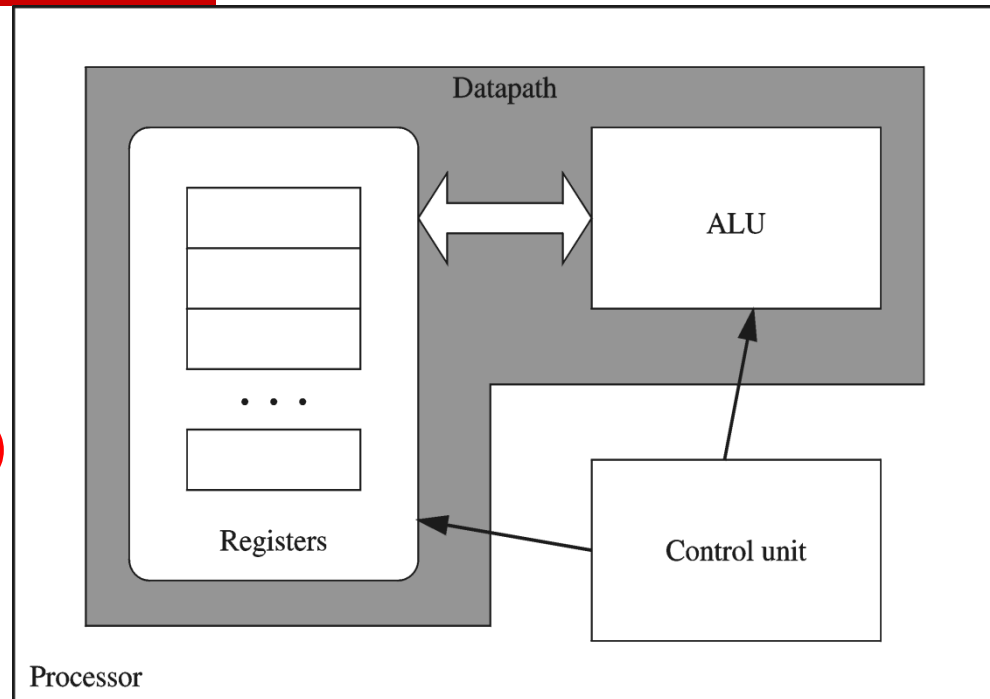 Datapath
ALU
. . .
Registers
Control unit
Processor